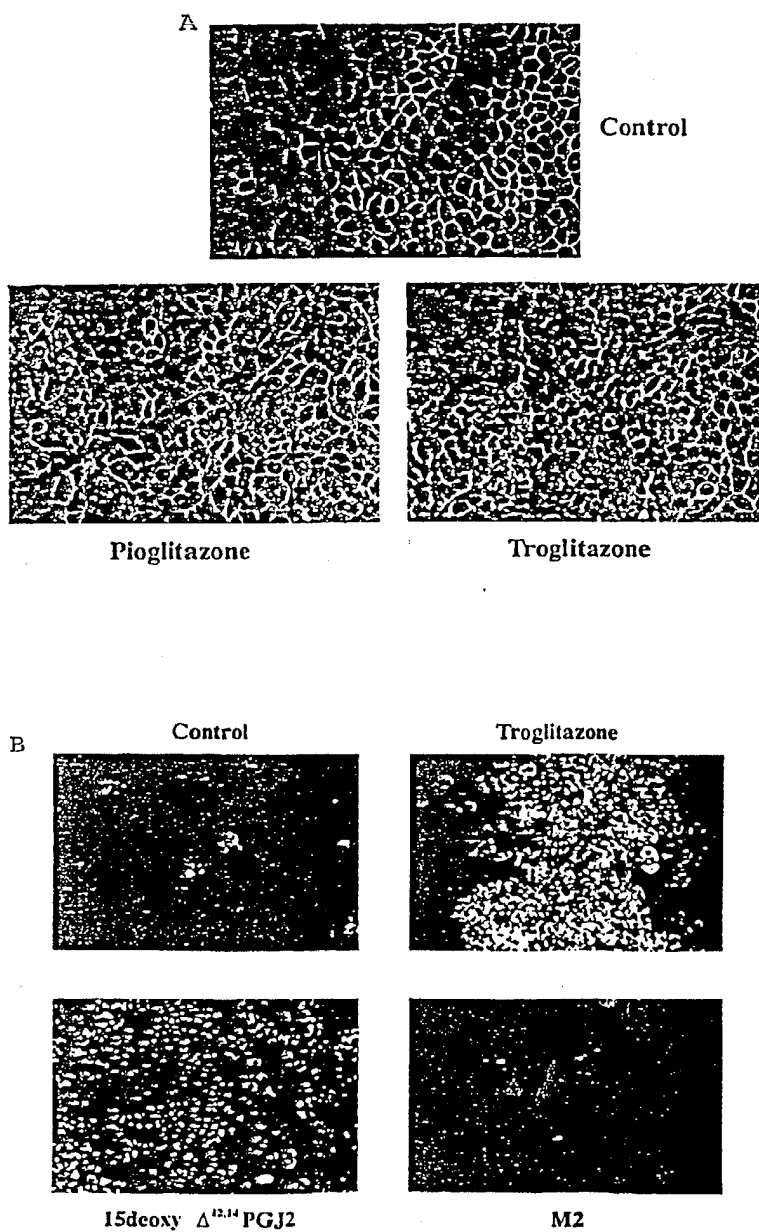 A
Control
Pioglitazone
Troglitazone
B
Control
Troglitazone
15deoxy Δ¹²,¹⁴ PGJ2
M2